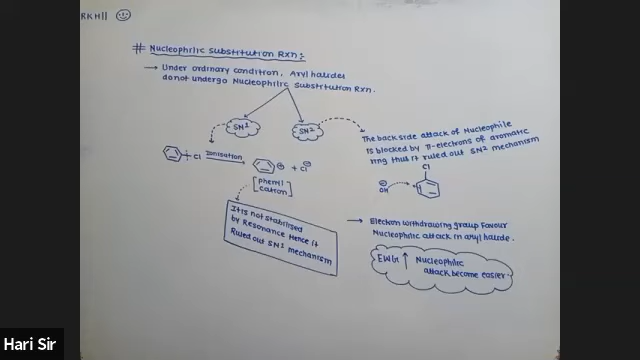 RKHII
# Nucleophilic Substitution Rxn:-
→ Under ordinary condition, Aryl halides
donot undergo Nucleophilic Substitution Rxn.
SN1
SN2
The backside attack of Nucleophile
is blocked by π-electrons of aromatic
ring thus it ruled out SN2 mechanism
Cl
Ionisation
⊕ + Cl⊖
[phenyl
cation]
Cl
⊖
OH
It is not stabilised
by Resonance Hence it
Ruled out SN1 mechanism
→ Electron withdrawing group favour
Nucleophilic attack in aryl halide.
EWG ↑ Nucleophilic
attack become easier.
Hari Sir